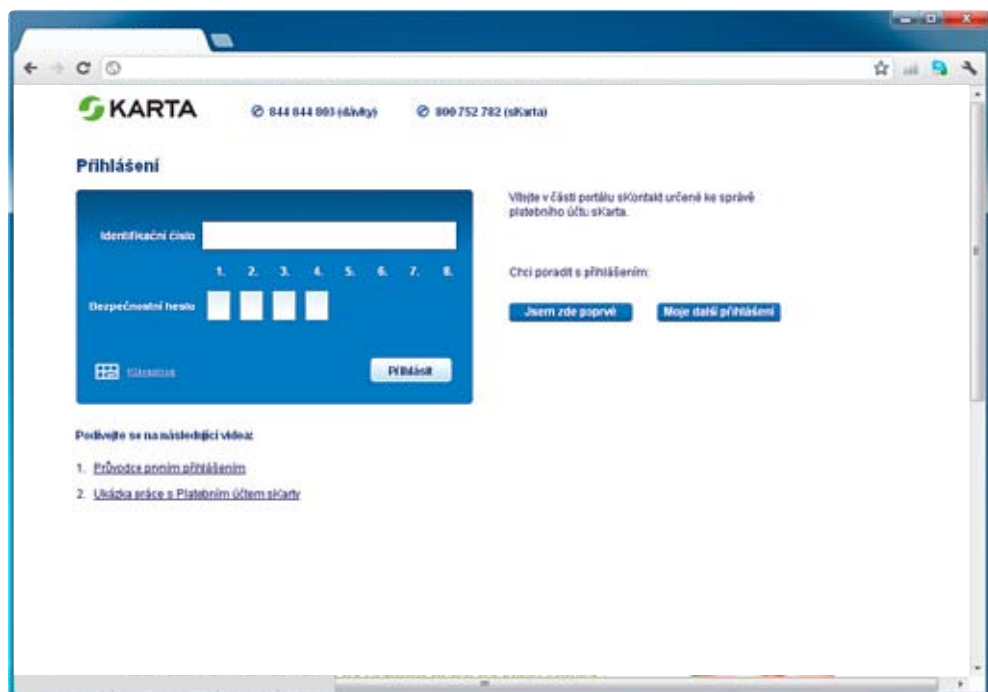 KARTA
844 844 803 (dávky) 800 752 782 (sKarta)
Přihlášení
Identifikační číslo
1. 2. 3. 4. 5. 6. 7. 8.
Bezpečnostní heslo
Klávesnice
Přihlásit
Vítejte v části portálu sKontakt určené ke správě
platebního účtu sKarta.
Chci poradit s přihlášením:
Jsem zde poprvé Moje další přihlášení
Podívejte se na následující videa:
1. Průvodce prvním přihlášením
2. Ukázka práce s Platebním účtem sKarty